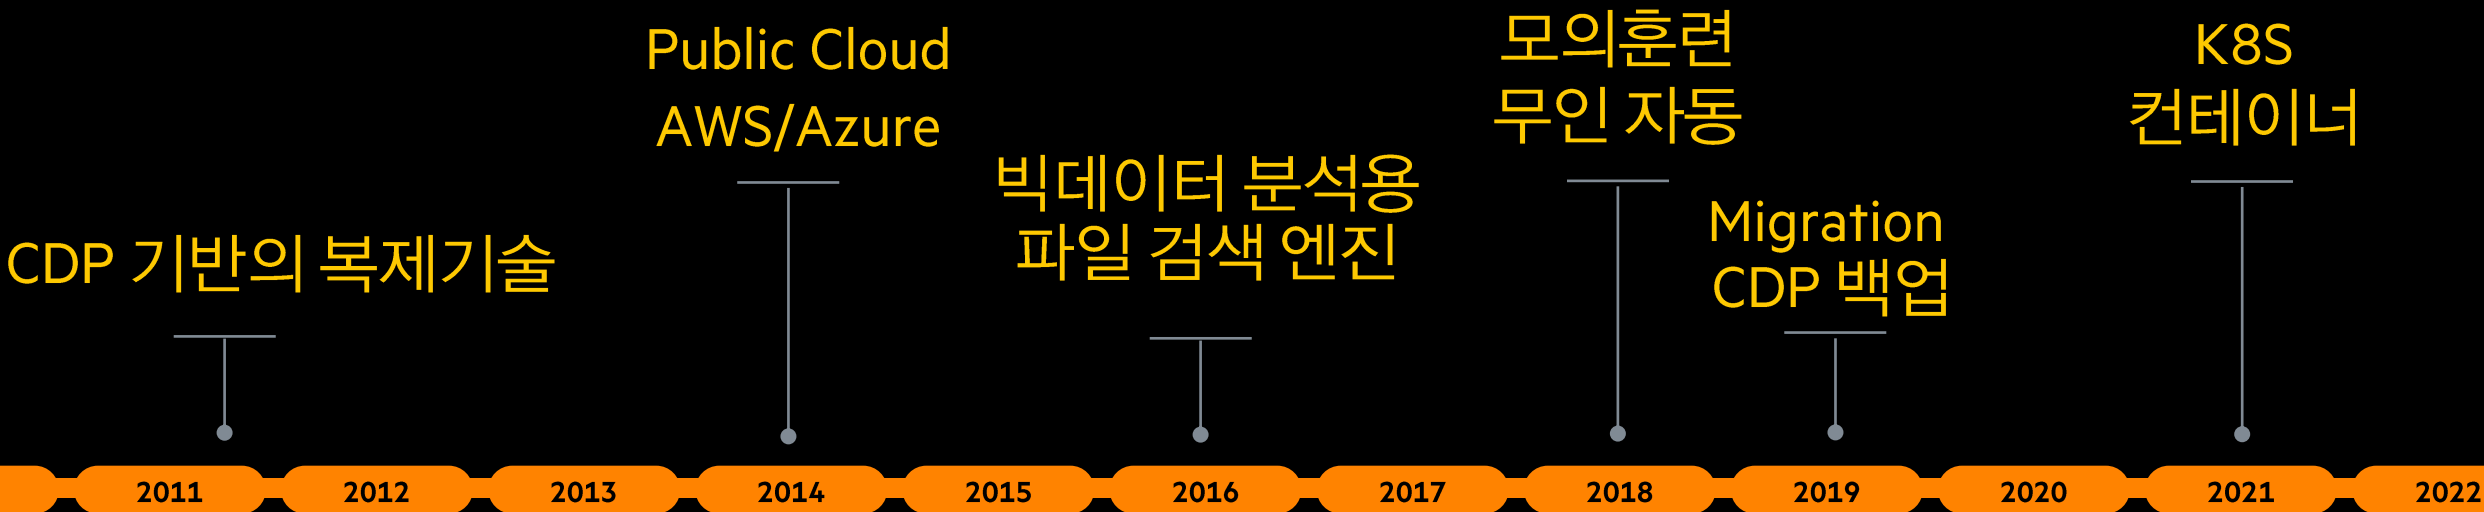 CDP 기반의 복제기술
Public Cloud
AWS/Azure
빅데이터 분석용
파일 검색 엔진
모의훈련
무인 자동
Migration
CDP 백업
K8S
컨테이너
2011
2012
2013
2014
2015
2016
2017
2018
2019
2020
2021
2022